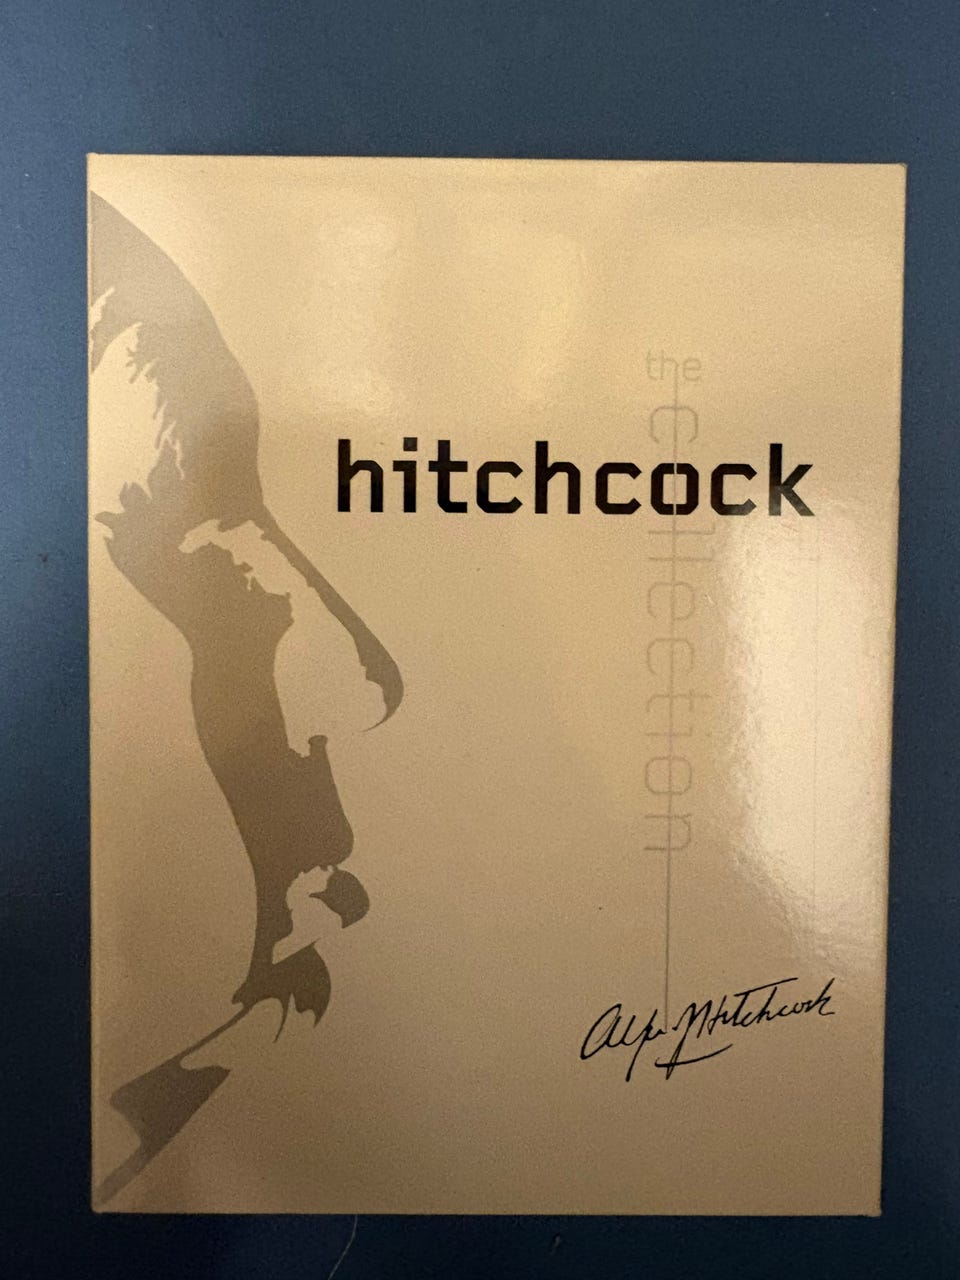 the
collection
hitchcock
Alfred Hitchcock